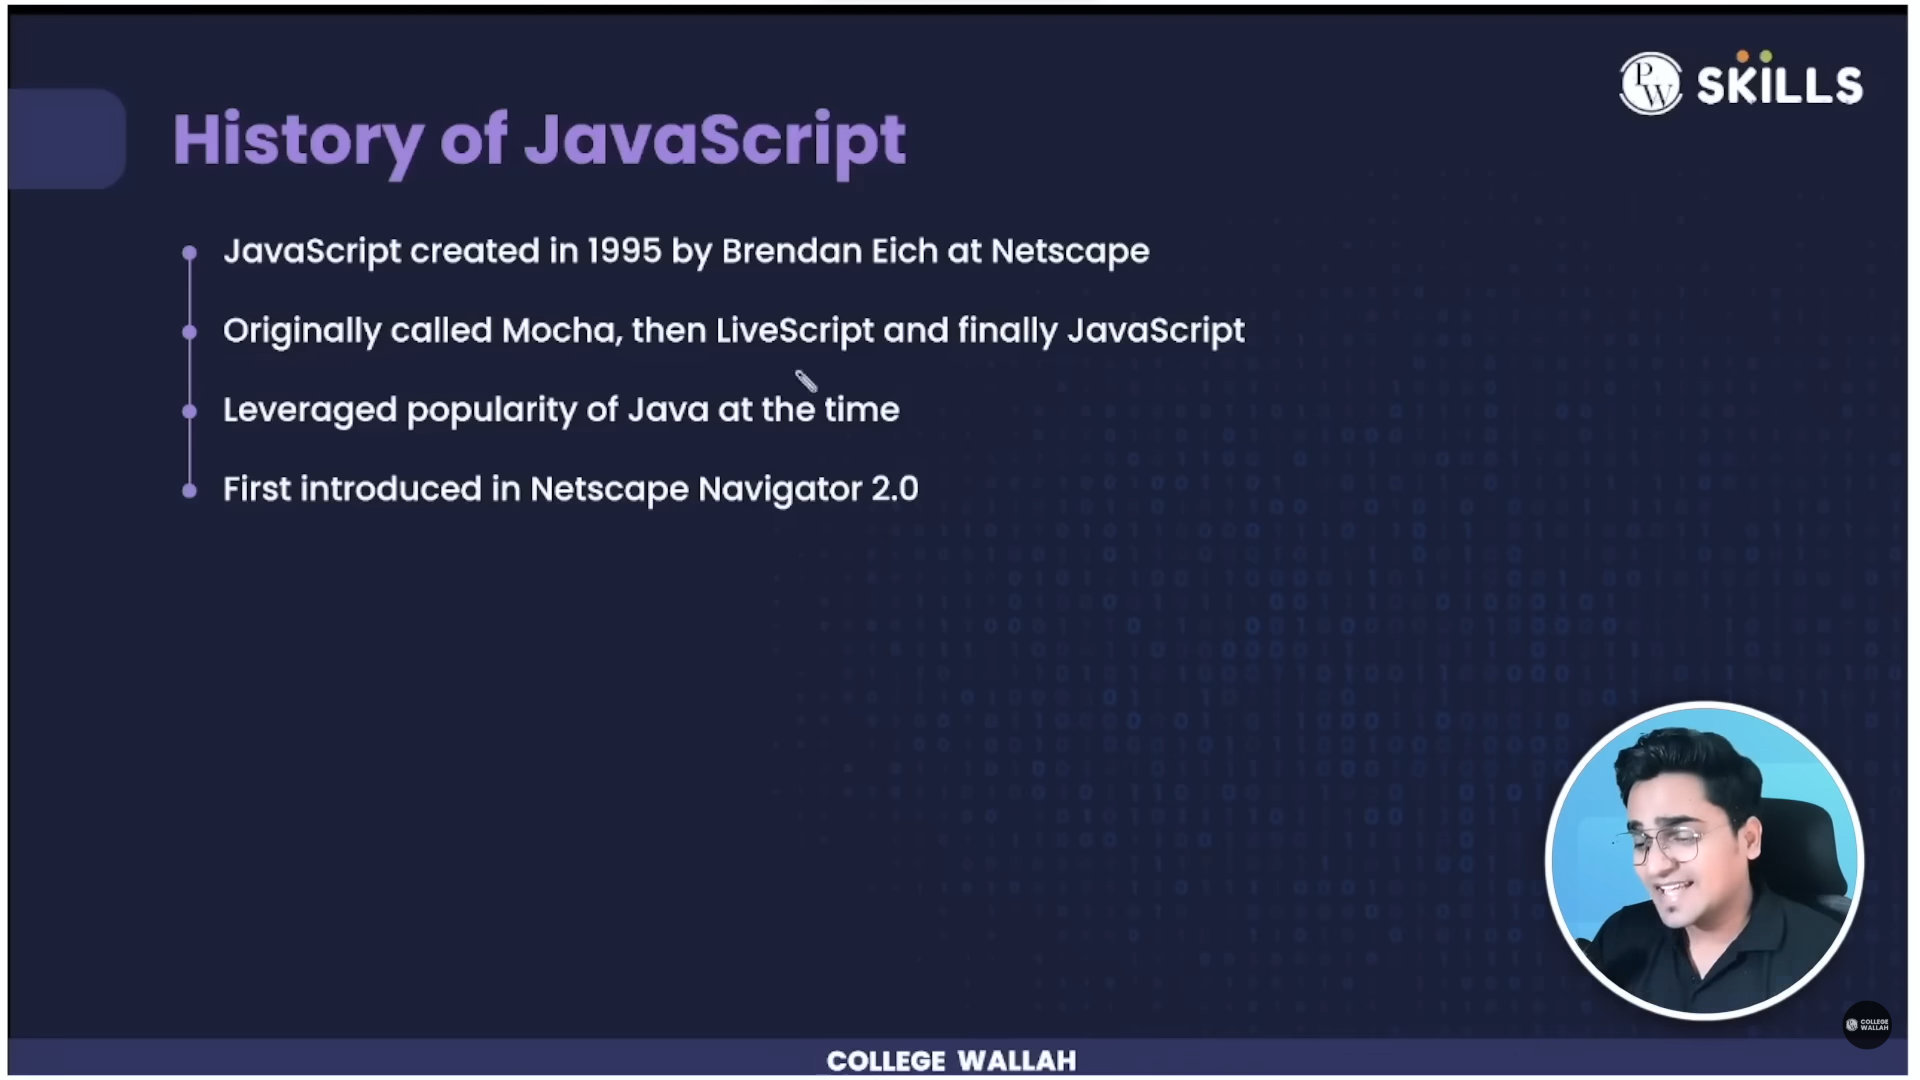 PW SKILLS
History of JavaScript
JavaScript created in 1995 by Brendan Eich at Netscape
Originally called Mocha, then LiveScript and finally JavaScript
Leveraged popularity of Java at the time
First introduced in Netscape Navigator 2.0
COLLEGE
WALLAH
COLLEGE WALLAH